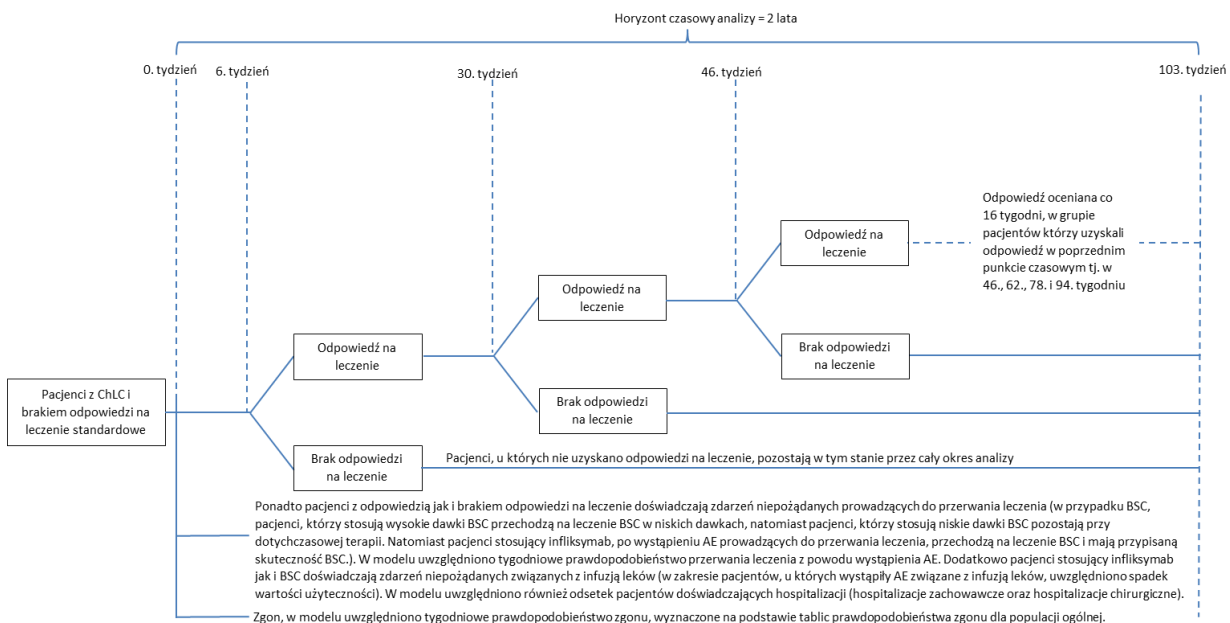 Horyzont czasowy analizy = 2 lata
0. tydzień
6. tydzień
30. tydzień
46. tydzień
103. tydzień
Odpowiedź oceniana co
16 tygodni, w grupie
pacjentów którzy uzyskali
odpowiedź w poprzednim
punkcie czasowym tj. w
46., 62., 78. i 94. tygodniu
Odpowiedź na
leczenie
Odpowiedź na
leczenie
Odpowiedź na
leczenie
Brak odpowiedzi
na leczenie
Pacjenci z ChLC i
brakiem odpowiedzi na
leczenie standardowe
Brak odpowiedzi
na leczenie
Brak odpowiedzi
na leczenie
Pacjenci, u których nie uzyskano odpowiedzi na leczenie, pozostają w tym stanie przez cały okres analizy
Ponadto pacjenci z odpowiedzią jak i brakiem odpowiedzi na leczenie doświadczają zdarzeń niepożądanych prowadzących do przerwania leczenia (w przypadku BSC,
pacjenci, którzy stosują wysokie dawki BSC przechodzą na leczenie BSC w niskich dawkach, natomiast pacjenci, którzy stosują niskie dawki BSC pozostają przy
dotychczasowej terapii. Natomiast pacjenci stosujący infliksymab, po wystąpieniu AE prowadzących do przerwania leczenia, przechodzą na leczenie BSC i mają przypisaną
skuteczność BSC.). W modelu uwzględniono tygodniowe prawdopodobieństwo przerwania leczenia z powodu wystąpienia AE. Dodatkowo pacjenci stosujący infliksymab
jak i BSC doświadczają zdarzeń niepożądanych związanych z infuzją leków (w zakresie pacjentów, u których wystąpiły AE związane z infuzją leków, uwzględniono spadek
wartości użyteczności). W modelu uwzględniono również odsetek pacjentów doświadczających hospitalizacji (hospitalizacje zachowawcze oraz hospitalizacje chirurgiczne).
Zgon, w modelu uwzględniono tygodniowe prawdopodobieństwo zgonu, wyznaczone na podstawie tablic prawdopodobieństwa zgonu dla populacji ogólnej.